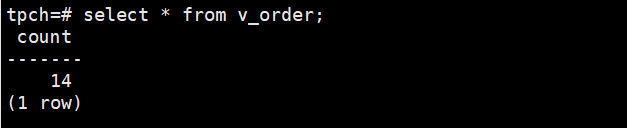 tpch=# select * from v_order;
 count
-------
    14
(1 row)